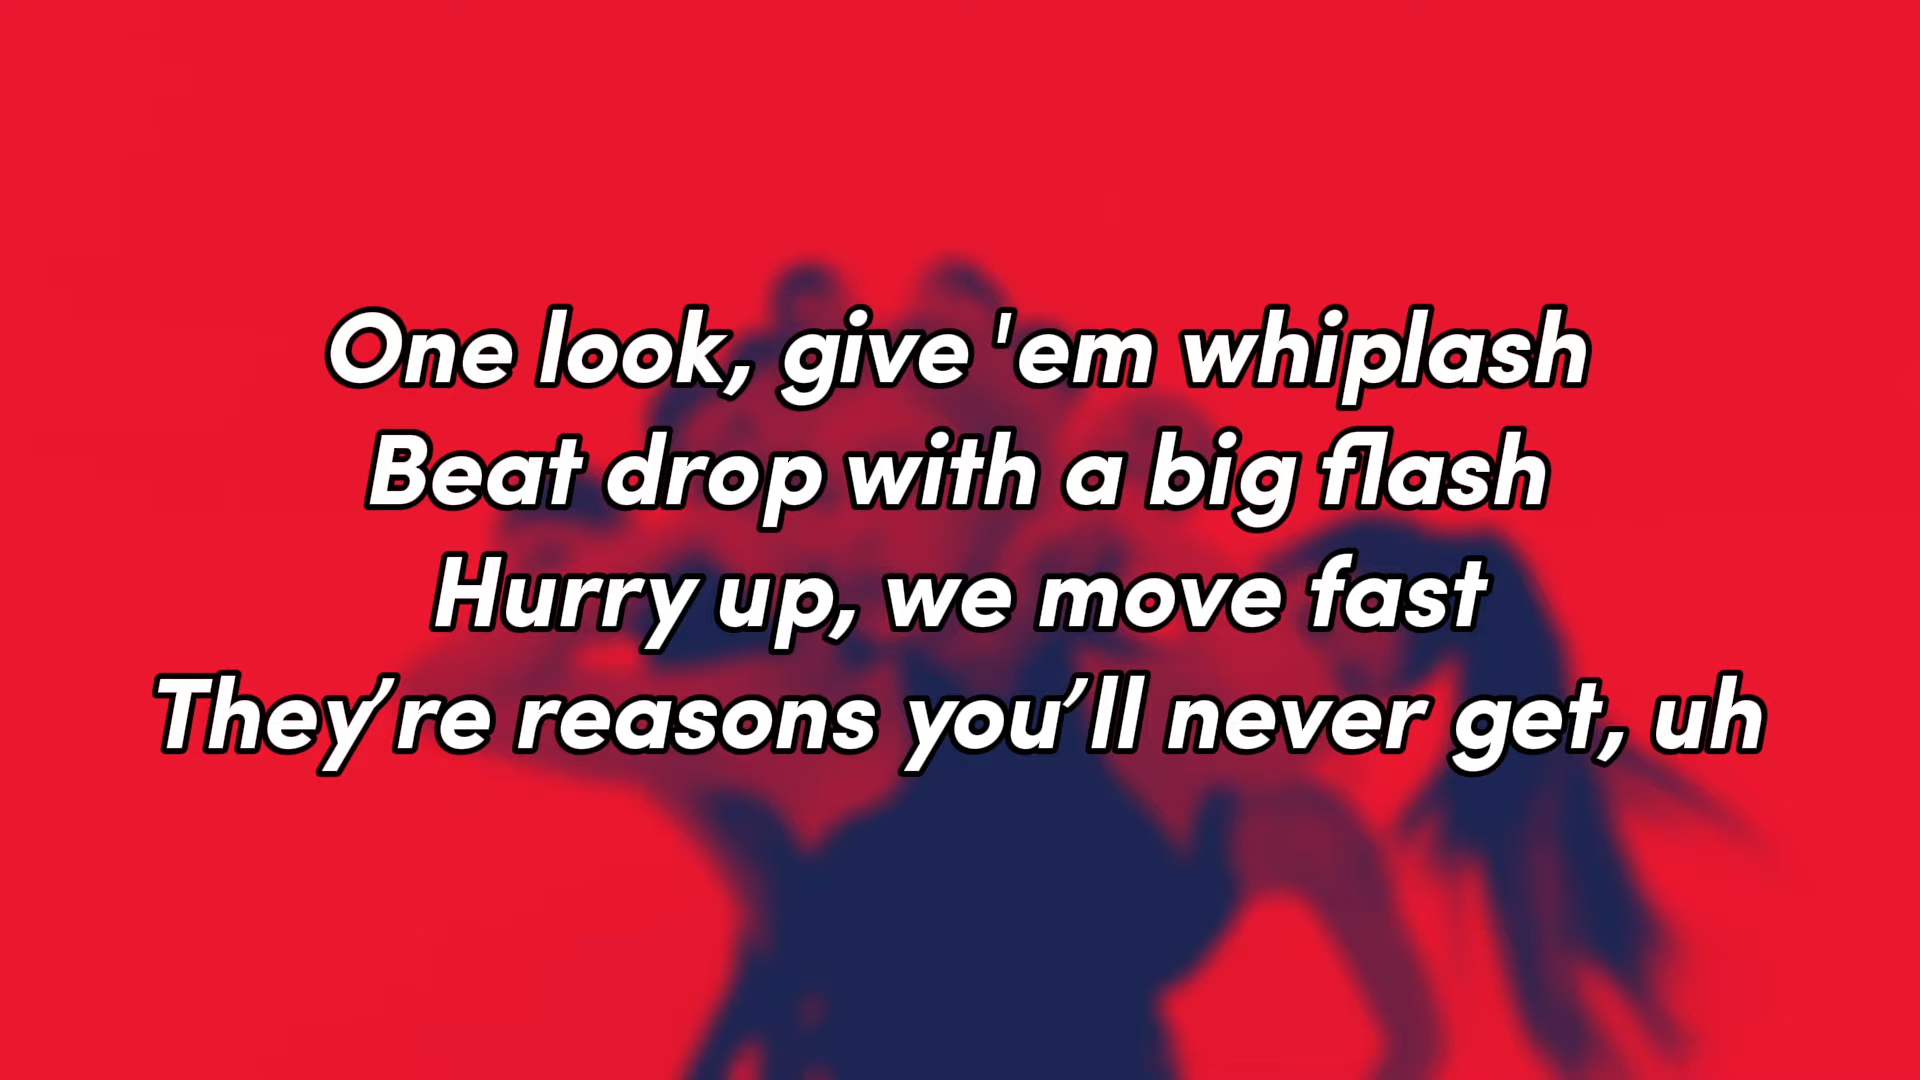 One look, give 'em whiplash
Beat drop with a big flash
Hurry up, we move fast
They’re reasons you’ll never get, uh